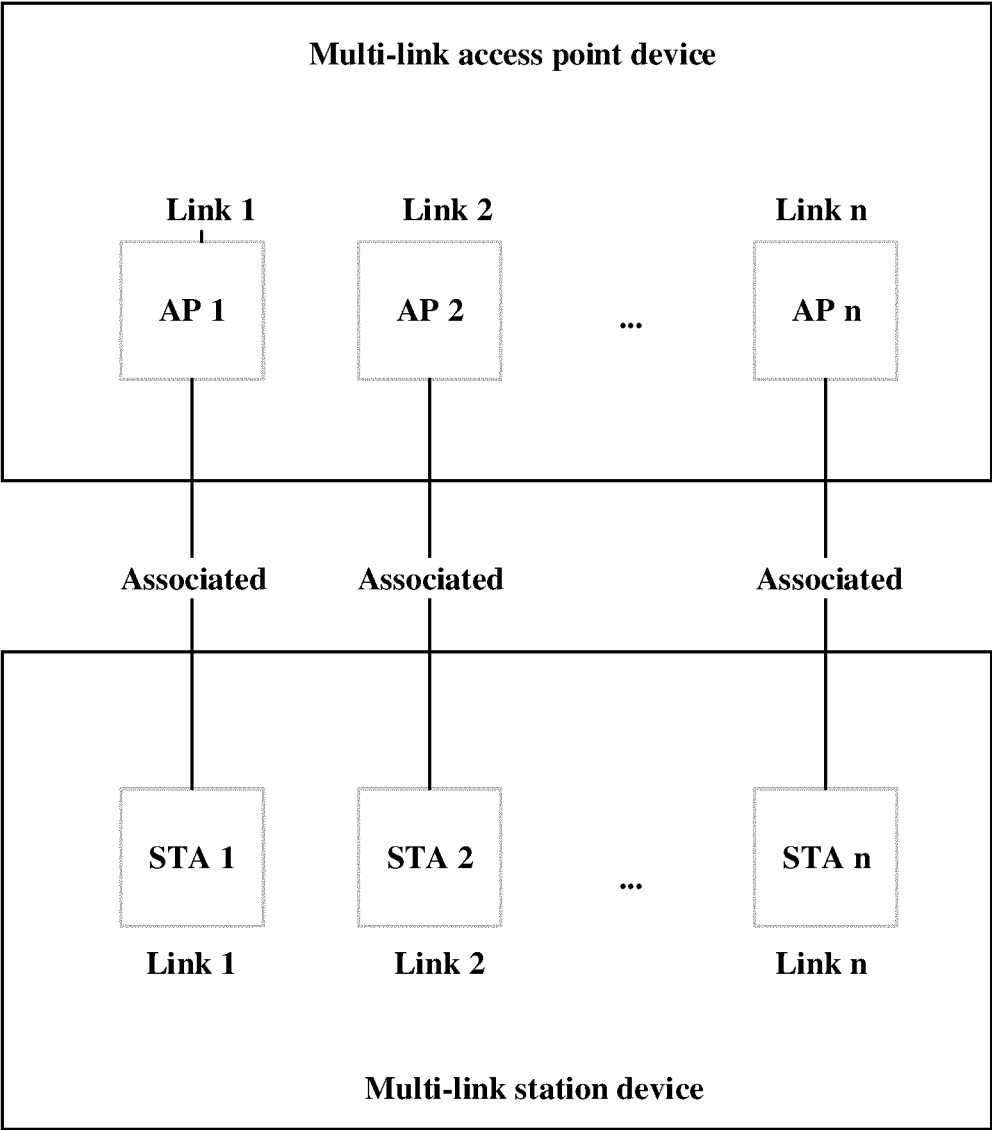 Multi-link access point device
Link 1 Link 2 Link n
AP 1 AP 2 ... AP n
Associated Associated Associated
STA 1 STA 2 ... STA n
Link 1 Link 2 Link n
Multi-link station device